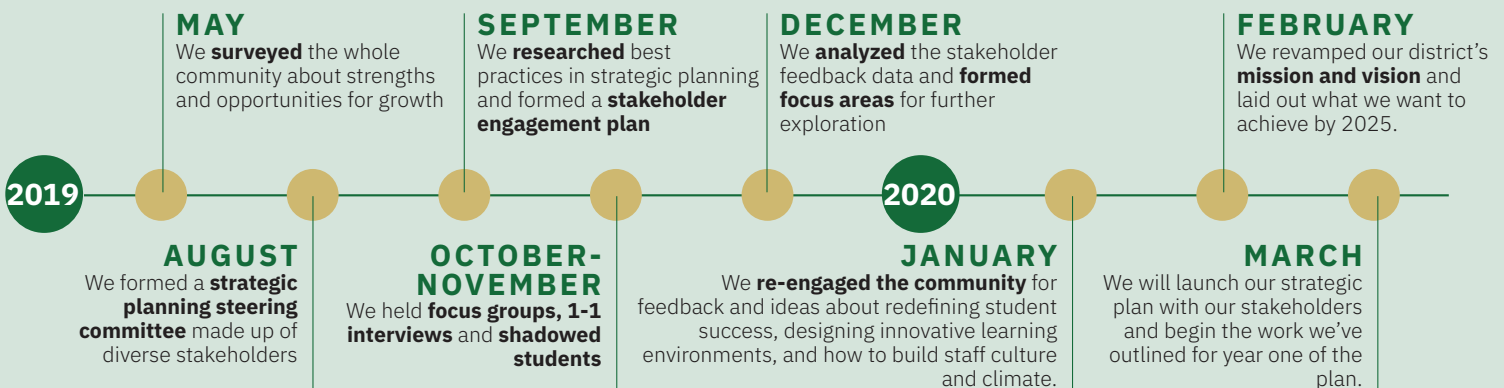 2019
MAY
We surveyed the whole
community about strengths
and opportunities for growth
AUGUST
We formed a strategic
planning steering
committee made up of
diverse stakeholders
SEPTEMBER
We researched best
practices in strategic planning
and formed a stakeholder
engagement plan
OCTOBER-
NOVEMBER
We held focus groups, 1-1
interviews and shadowed
students
DECEMBER
We analyzed the stakeholder
feedback data and formed
focus areas for further
exploration
2020
JANUARY
We re-engaged the community for
feedback and ideas about redefining student
success, designing innovative learning
environments, and how to build staff culture
and climate.
FEBRUARY
We revamped our district’s
mission and vision and
laid out what we want to
achieve by 2025.
MARCH
We will launch our strategic
plan with our stakeholders
and begin the work we’ve
outlined for year one of the
plan.